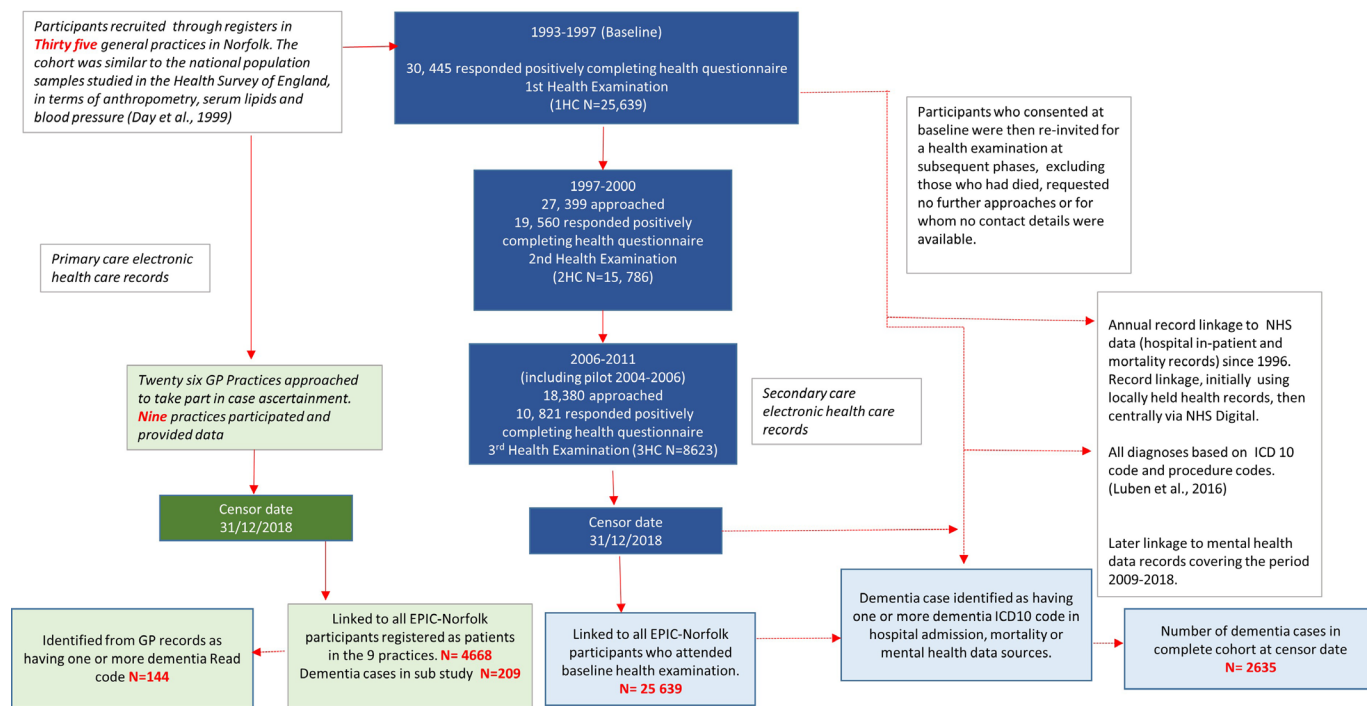 Participants recruited through registers in
Thirty five general practices in Norfolk. The
cohort was similar to the national population
samples studied in the Health Survey of England,
in terms of anthropometry, serum lipids and
blood pressure (Day et al., 1999)
1993-1997 (Baseline)
30, 445 responded positively completing health questionnaire
1st Health Examination
(1HC N=25,639)
Participants who consented at
baseline were then re-invited for
a health examination at
subsequent phases, excluding
those who had died, requested
no further approaches or for
whom no contact details were
available.
1997-2000
27, 399 approached
19, 560 responded positively
completing health questionnaire
2nd Health Examination
(2HC N=15, 786)
Primary care electronic
health care records
Annual record linkage to NHS
data (hospital in-patient and
mortality records) since 1996.
Record linkage, initially using
locally held health records, then
centrally via NHS Digital.
All diagnoses based on ICD 10
code and procedure codes.
(Luben et al., 2016)
Later linkage to mental health
data records covering the period
2009-2018.
2006-2011
(including pilot 2004-2006)
18,380 approached
10, 821 responded positively
completing health questionnaire
3rd Health Examination (3HC N=8623)
Secondary care
electronic health care
records
Twenty six GP Practices approached
to take part in case ascertainment.
Nine practices participated and
provided data
Censor date
31/12/2018
Censor date
31/12/2018
Identified from GP records as
having one or more dementia Read
code N=144
Linked to all EPIC-Norfolk
participants registered as patients
in the 9 practices. N= 4668
Dementia cases in sub study N=209
Linked to all EPIC-Norfolk
participants who attended
baseline health examination.
N= 25 639
Dementia case identified as having
one or more dementia ICD10 code in
hospital admission, mortality or
mental health data sources.
Number of dementia cases in
complete cohort at censor date
N= 2635